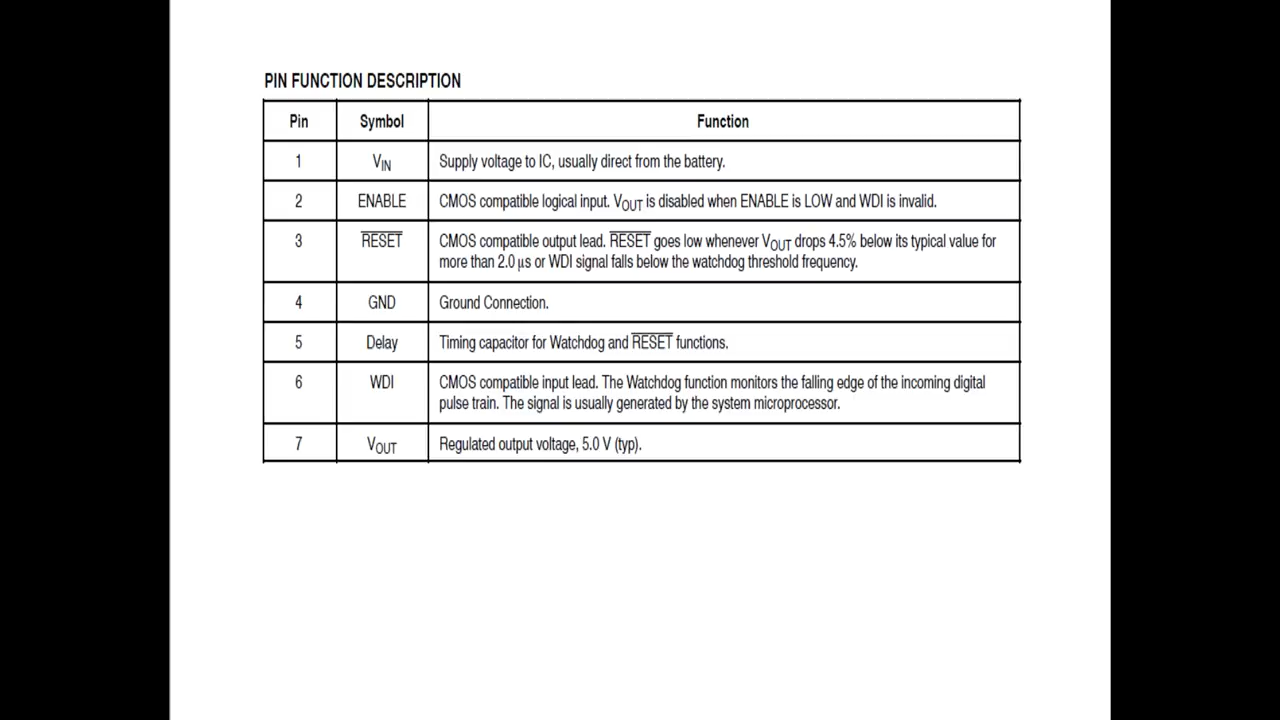 PIN FUNCTION DESCRIPTION
Pin Symbol Function
1 VIN Supply voltage to IC, usually direct from the battery.
2 ENABLE CMOS compatible logical input. VOUT is disabled when ENABLE is LOW and WDI is invalid.
3 RESET CMOS compatible output lead. RESET goes low whenever VOUT drops 4.5% below its typical value for
more than 2.0 μs or WDI signal falls below the watchdog threshold frequency.
4 GND Ground Connection.
5 Delay Timing capacitor for Watchdog and RESET functions.
6 WDI CMOS compatible input lead. The Watchdog function monitors the falling edge of the incoming digital
pulse train. The signal is usually generated by the system microprocessor.
7 VOUT Regulated output voltage, 5.0 V (typ).